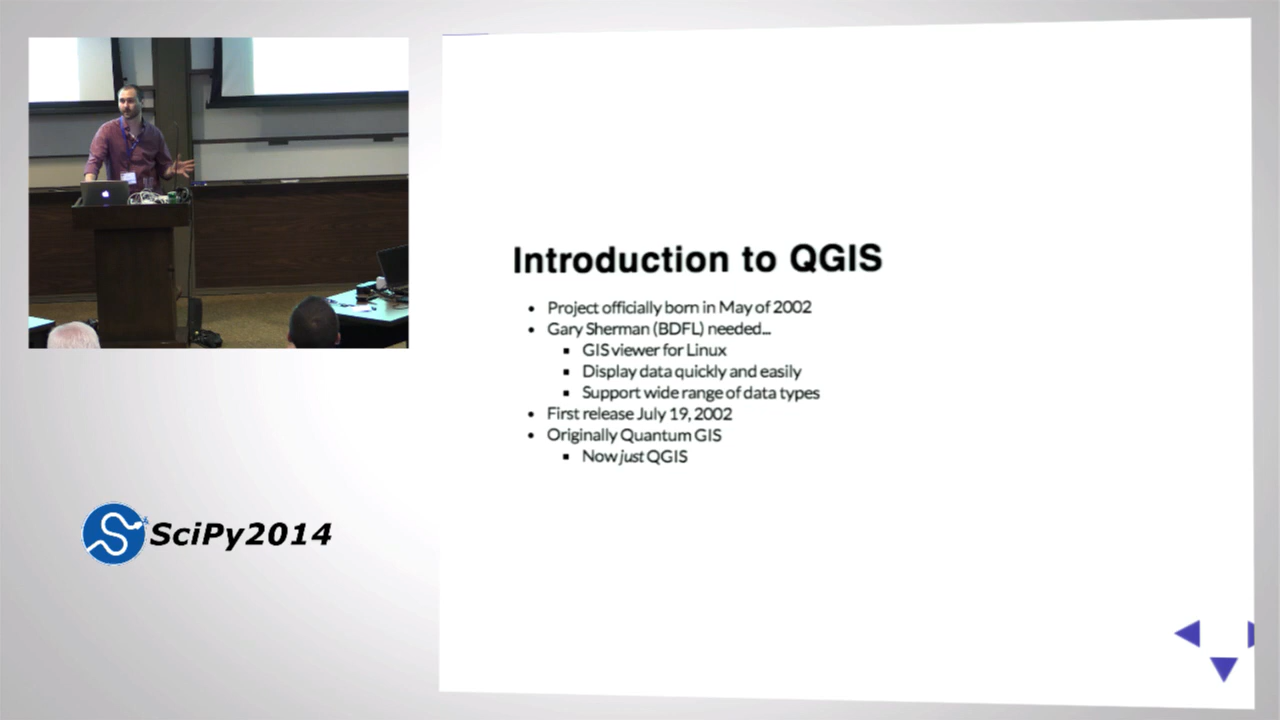 Introduction to QGIS
• Project officially born in May of 2002
• Gary Sherman (BDFL) needed...
▪ GIS viewer for Linux
▪ Display data quickly and easily
▪ Support wide range of data types
• First release July 19, 2002
• Originally Quantum GIS
▪ Now just QGIS
SciPy2014